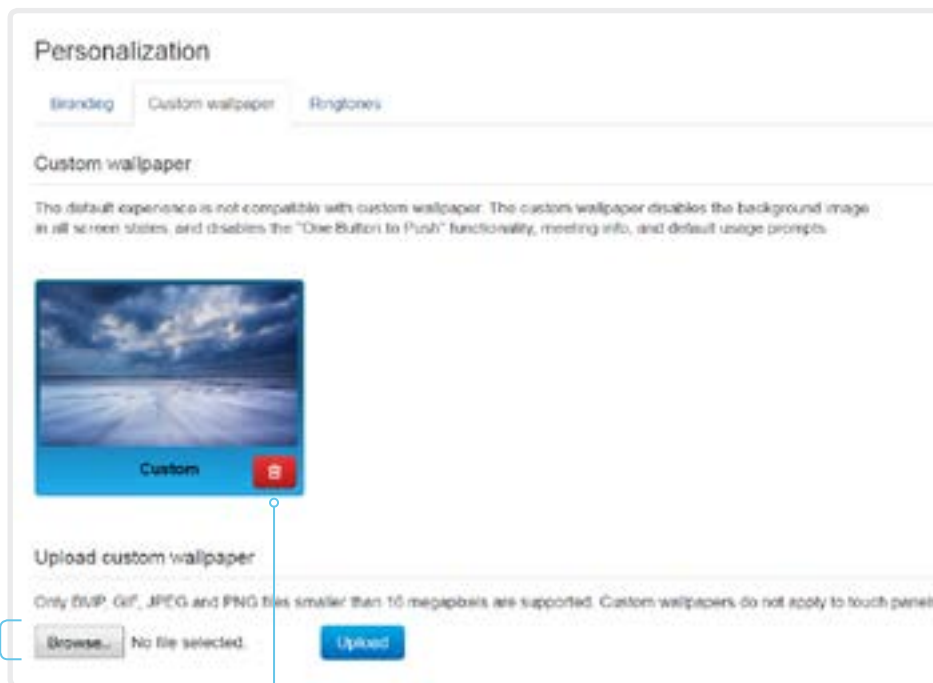 Personalization
Branding Custom wallpaper Ringtones
Custom wallpaper
The default experience is not compatible with custom wallpaper. The custom wallpaper disables the background image
in all screen states, and disables the "One Button to Push" functionality, meeting info, and default usage prompts.
Custom
Upload custom wallpaper
Only BMP, GIF, JPEG and PNG files smaller than 16 megapixels are supported. Custom wallpapers do not apply to touch panels
Browse... No file selected. Upload